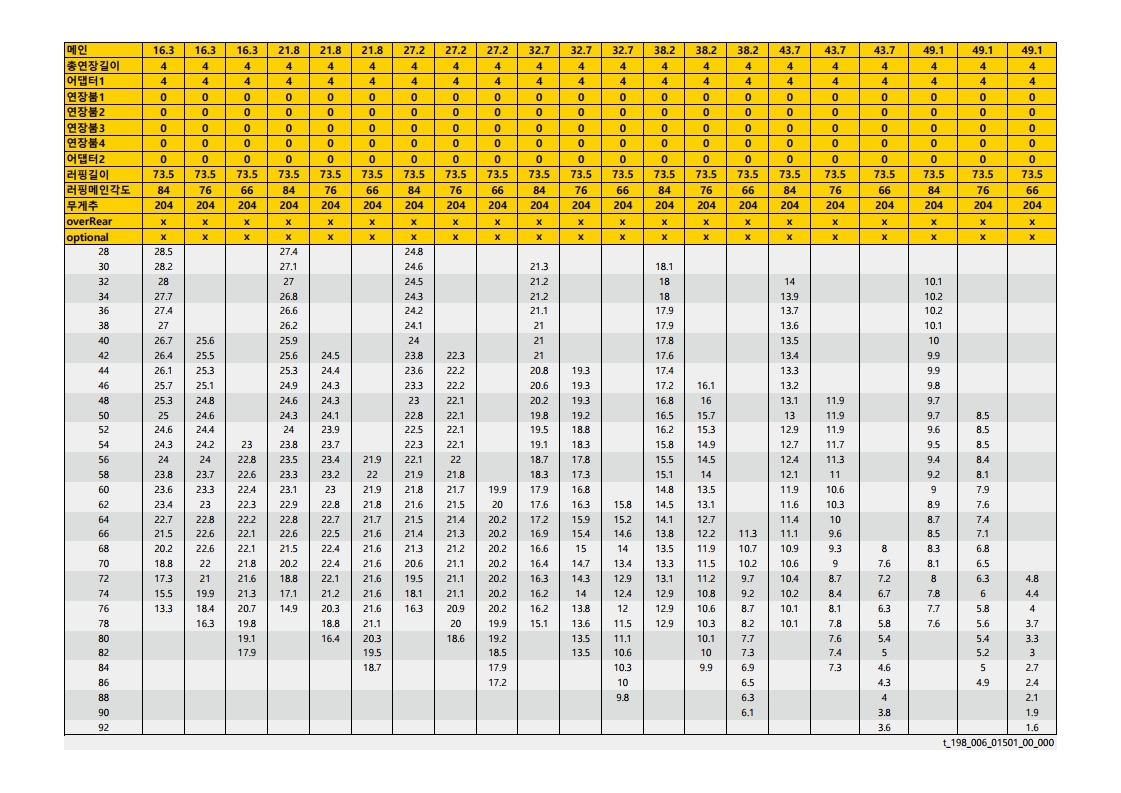 메인 16.3 16.3 16.3 21.8 21.8 21.8 27.2 27.2 27.2 32.7 32.7 32.7 38.2 38.2 38.2 43.7 43.7 43.7 49.1 49.1 49.1
총연장길이 4 4 4 4 4 4 4 4 4 4 4 4 4 4 4 4 4 4 4 4 4
어댑터1 4 4 4 4 4 4 4 4 4 4 4 4 4 4 4 4 4 4 4 4 4
연장붐1 0 0 0 0 0 0 0 0 0 0 0 0 0 0 0 0 0 0 0 0 0
연장붐2 0 0 0 0 0 0 0 0 0 0 0 0 0 0 0 0 0 0 0 0 0
연장붐3 0 0 0 0 0 0 0 0 0 0 0 0 0 0 0 0 0 0 0 0 0
연장붐4 0 0 0 0 0 0 0 0 0 0 0 0 0 0 0 0 0 0 0 0 0
어댑터2 0 0 0 0 0 0 0 0 0 0 0 0 0 0 0 0 0 0 0 0 0
러핑길이 73.5 73.5 73.5 73.5 73.5 73.5 73.5 73.5 73.5 73.5 73.5 73.5 73.5 73.5 73.5 73.5 73.5 73.5 73.5 73.5 73.5
러핑메인각도 84 76 66 84 76 66 84 76 66 84 76 66 84 76 66 84 76 66 84 76 66
무게추 204 204 204 204 204 204 204 204 204 204 204 204 204 204 204 204 204 204 204 204 204
overRear x x x x x x x x x x x x x x x x x x x x x
optional x x x x x x x x x x x x x x x x x x x x x
28 28.5 27.4 24.8
30 28.2 27.1 24.6 21.3 18.1
32 28 27 24.5 21.2 18 14 10.1
34 27.7 26.8 24.3 21.2 18 13.9 10.2
36 27.4 26.6 24.2 21.1 17.9 13.7 10.2
38 27 26.2 24.1 21 17.9 13.6 10.1
40 26.7 25.6 25.9 24 21 17.8 13.5 10
42 26.4 25.5 25.6 24.5 23.8 22.3 21 17.6 13.4 9.9
44 26.1 25.3 25.3 24.4 23.6 22.2 20.8 19.3 17.4 13.3 9.9
46 25.7 25.1 24.9 24.3 23.3 22.2 20.6 19.3 17.2 16.1 13.2 9.8
48 25.3 24.8 24.6 24.3 23 22.1 20.2 19.3 16.8 16 13.1 11.9 9.7
50 25 24.6 24.3 24.1 22.8 22.1 19.8 19.2 16.5 15.7 13 11.9 9.7 8.5
52 24.6 24.4 24 23.9 22.5 22.1 19.5 18.8 16.2 15.3 12.9 11.9 9.6 8.5
54 24.3 24.2 23 23.8 23.7 22.3 22.1 19.1 18.3 15.8 14.9 12.7 11.7 9.5 8.5
56 24 24 22.8 23.5 23.4 21.9 22.1 22 18.7 17.8 15.5 14.5 12.4 11.3 9.4 8.4
58 23.8 23.7 22.6 23.3 23.2 22 21.9 21.8 18.3 17.3 15.1 14 12.1 11 9.2 8.1
60 23.6 23.3 22.4 23.1 23 21.9 21.8 21.7 19.9 17.9 16.8 14.8 13.5 11.9 10.6 9 7.9
62 23.4 23 22.3 22.9 22.8 21.8 21.6 21.5 20 17.6 16.3 15.8 14.5 13.1 11.6 10.3 8.9 7.6
64 22.7 22.8 22.2 22.8 22.7 21.7 21.5 21.4 20.2 17.2 15.9 15.2 14.1 12.7 11.4 10 8.7 7.4
66 21.5 22.6 22.1 22.6 22.5 21.6 21.4 21.3 20.2 16.9 15.4 14.6 13.8 12.2 11.3 11.1 9.6 8.5 7.1
68 20.2 22.6 22.1 21.5 22.4 21.6 21.3 21.2 20.2 16.6 15 14 13.5 11.9 10.7 10.9 9.3 8 8.3 6.8
70 18.8 22 21.8 20.2 22.4 21.6 20.6 21.1 20.2 16.4 14.7 13.4 13.3 11.5 10.2 10.6 9 7.6 8.1 6.5
72 17.3 21 21.6 18.8 22.1 21.6 19.5 21.1 20.2 16.3 14.3 12.9 13.1 11.2 9.7 10.4 8.7 7.2 8 6.3 4.8
74 15.5 19.9 21.3 17.1 21.2 21.6 18.1 21.1 20.2 16.2 14 12.4 12.9 10.8 9.2 10.2 8.4 6.7 7.8 6 4.4
76 13.3 18.4 20.7 14.9 20.3 21.6 16.3 20.9 20.2 16.2 13.8 12 12.9 10.6 8.7 10.1 8.1 6.3 7.7 5.8 4
78 16.3 19.8 18.8 21.1 20 19.9 15.1 13.6 11.5 12.9 10.3 8.2 10.1 7.8 5.8 7.6 5.6 3.7
80 19.1 16.4 20.3 18.6 19.2 13.5 11.1 10.1 7.7 7.6 5.4 5.4 3.3
82 17.9 19.5 18.5 13.5 10.6 10 7.3 7.4 5 5.2 3
84 18.7 17.9 10.3 9.9 6.9 7.3 4.6 5 2.7
86 17.2 10 6.5 4.3 4.9 2.4
88 9.8 6.3 4 2.1
90 6.1 3.8 1.9
92 3.6 1.6
t_198_006_01501_00_000